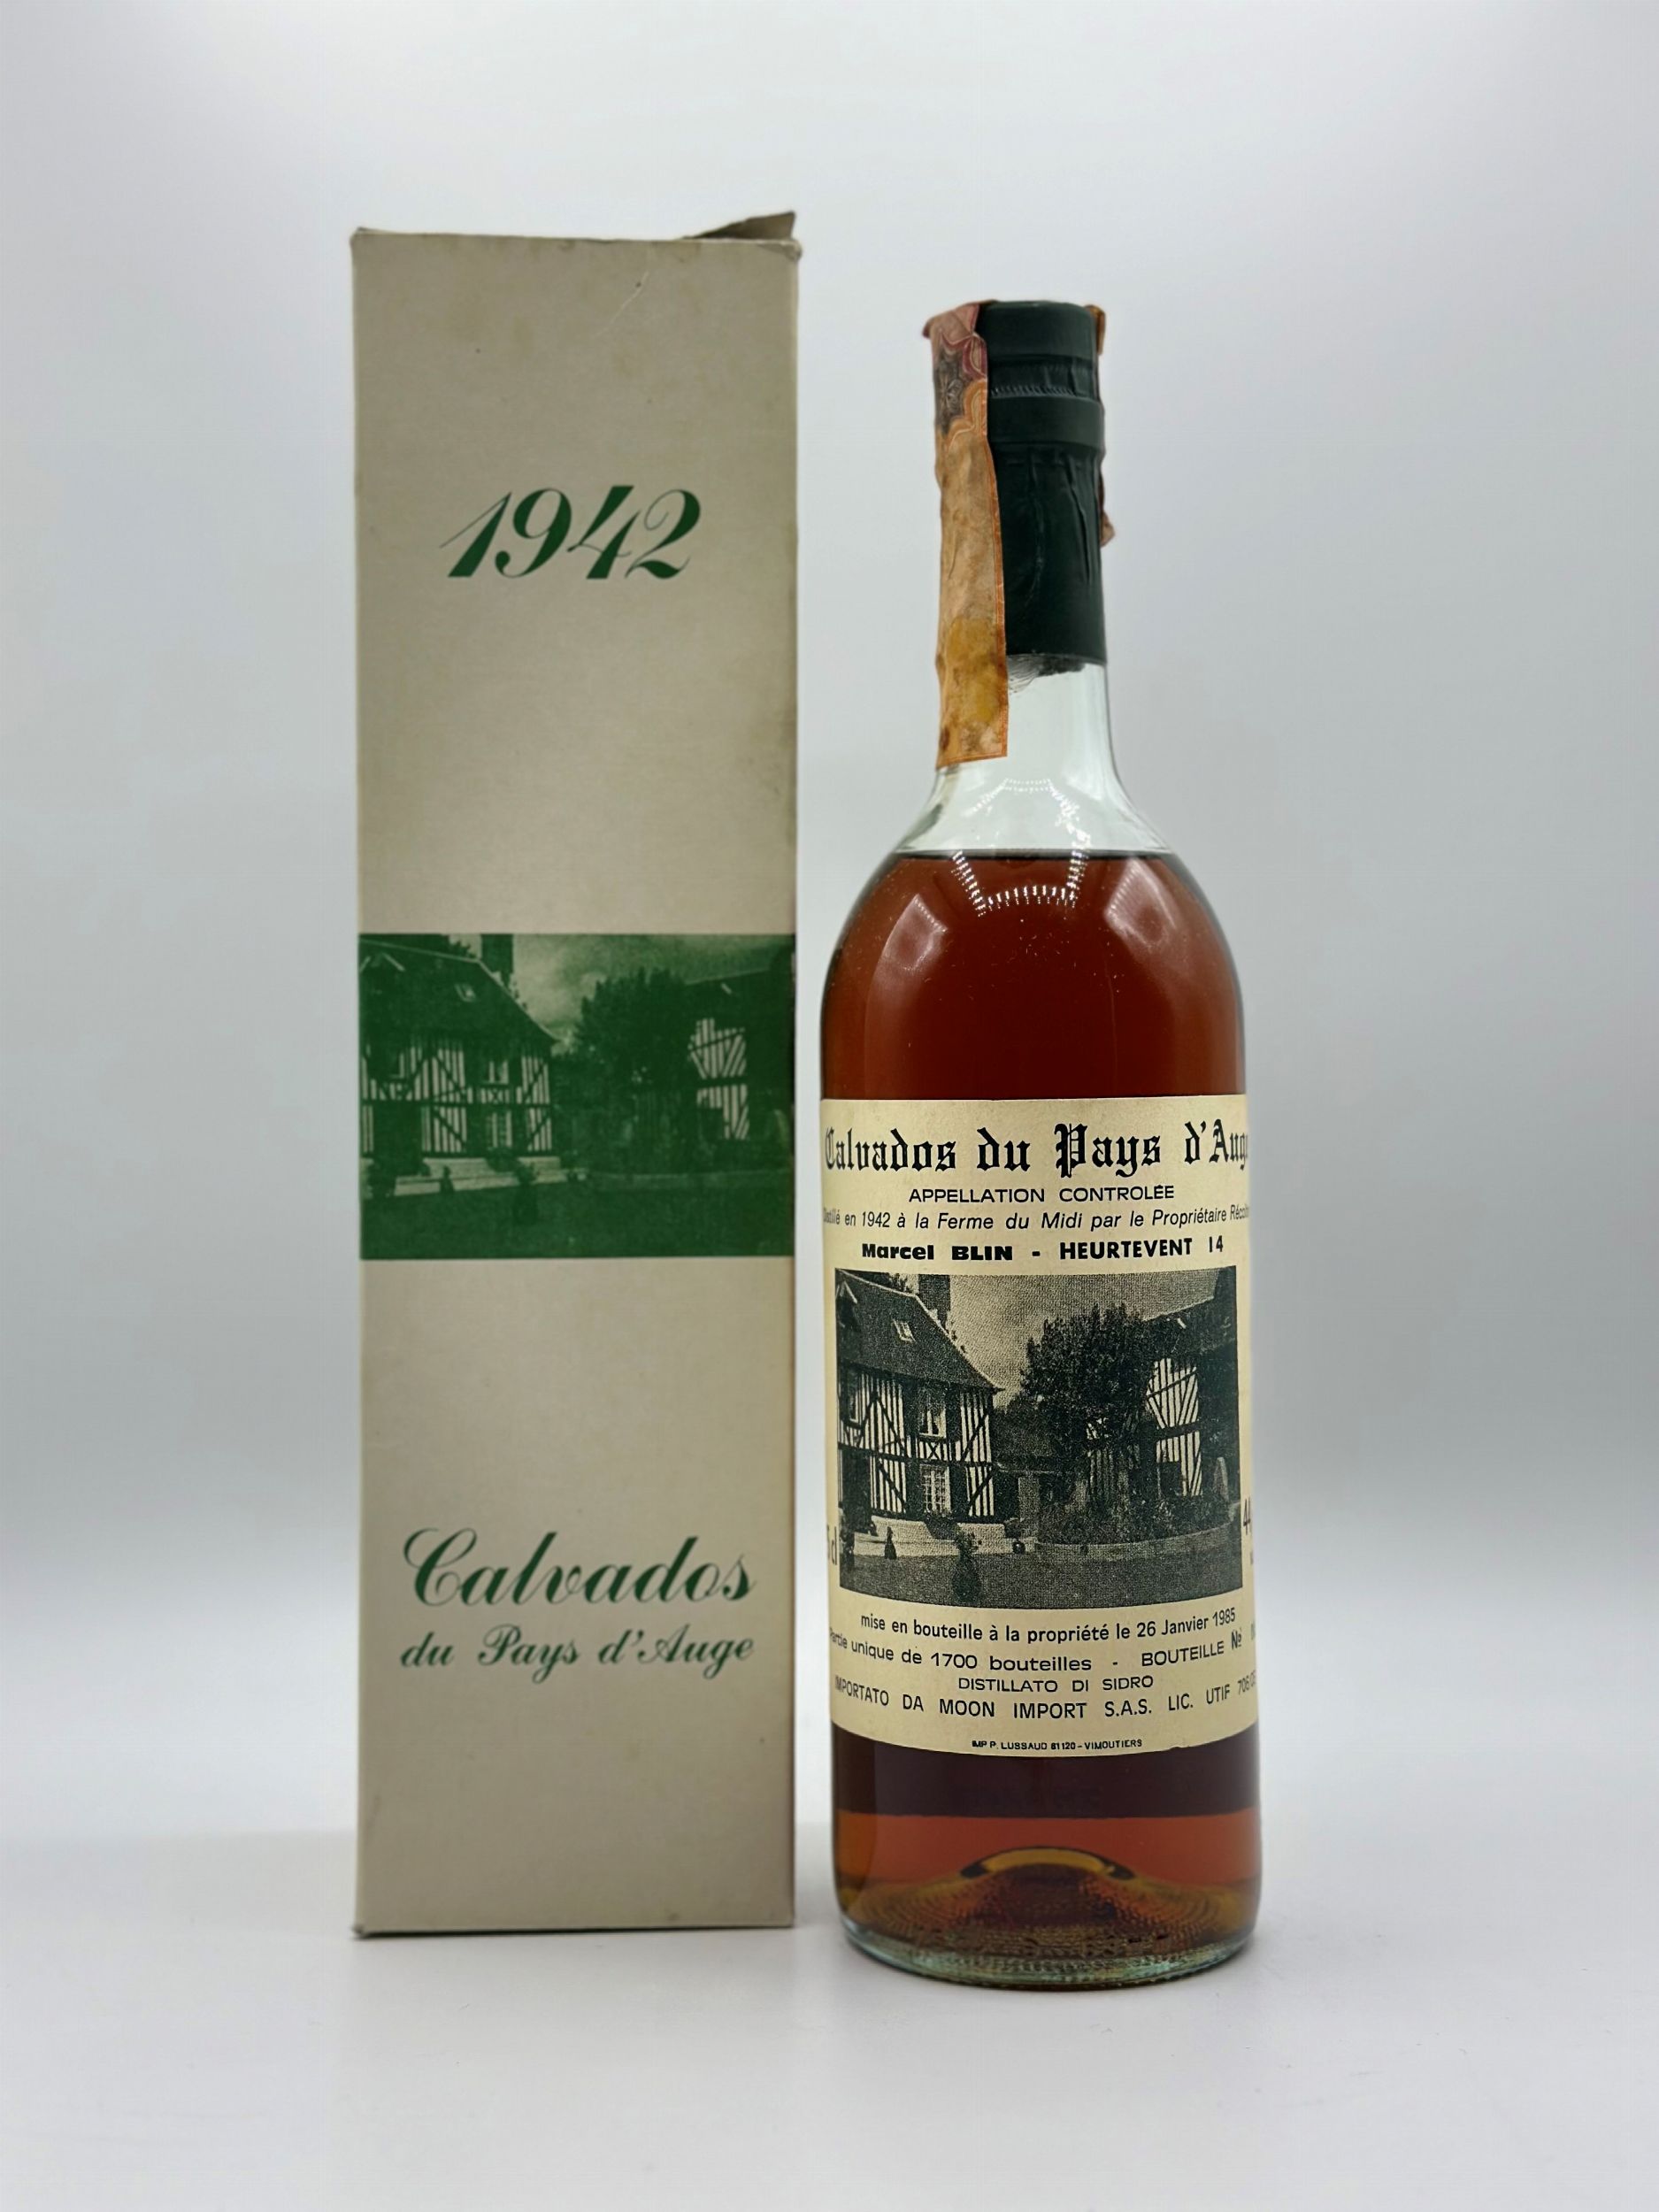 1942
Calvados
du Pays d'Auge
Calvados du Pays d'Auge
APPELLATION CONTROLÉE
en 1942 à la Ferme du Midi par le Propriétaire
Marcel BLIN - HEURTEVENT 14
mise en bouteille à la propriété le 26 Janvier 1985
unique de 1700 bouteilles - BOUTEILLE №
DISTILLATO DI SIDRO
IMPORTATO DA MOON IMPORT S.A.S. LIC. UTIF
IMP P. LUSSAUD 61120 - VIMOUTIERS